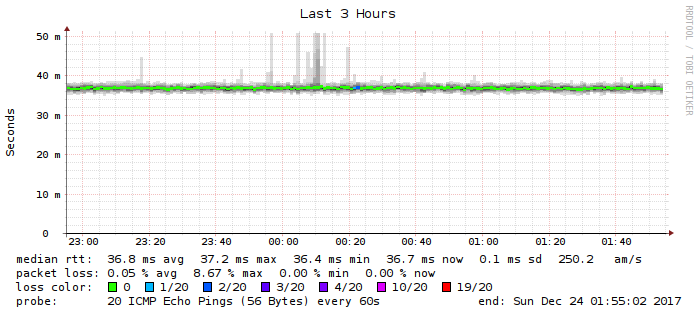 Last 3 Hours
RRDTOOL / TOBI OETIKER
Seconds
50 m
40 m
30 m
20 m
10 m
0
23:00 23:20 23:40 00:00 00:20 00:40 01:00 01:20 01:40
median rtt: 36.8 ms avg 37.2 ms max 36.4 ms min 36.7 ms now 0.1 ms sd 250.2 am/s
packet loss: 0.05 % avg 8.67 % max 0.00 % min 0.00 % now
loss color: 0 1/20 2/20 3/20 4/20 10/20 19/20
probe: 20 ICMP Echo Pings (56 Bytes) every 60s end: Sun Dec 24 01:55:02 2017